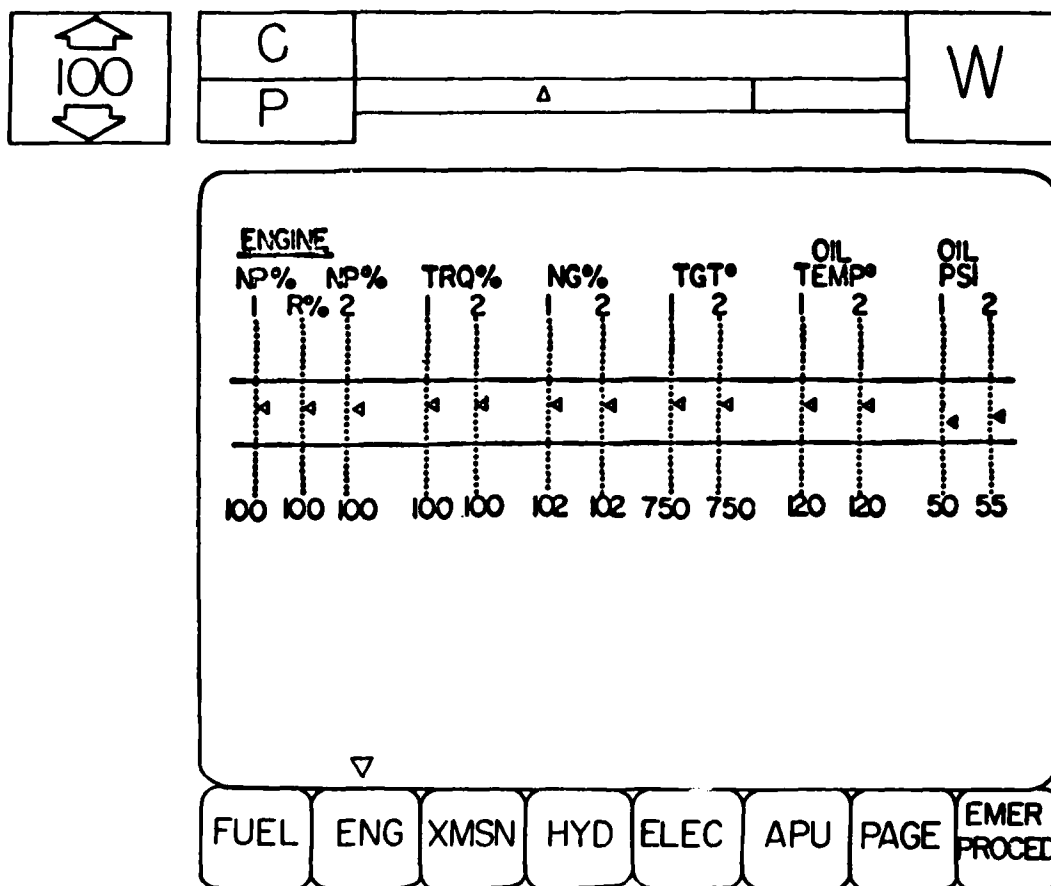 100
C
P
W
ENGINE
NP% NP% TRQ% NG% TGT° OIL TEMP° OIL PSI
1 R% 2 1 2 1 2 1 2 1 2 1 2
100 100 100 100 100 102 102 750 750 120 120 50 55
FUEL ENG XMSN HYD ELEC APU PAGE EMER PROCED